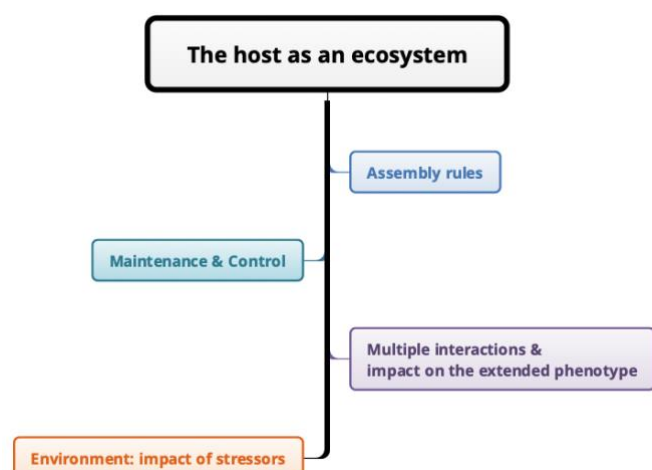 The host as an ecosystem
Assembly rules
Maintenance & Control
Multiple interactions &
impact on the extended phenotype
Environment: impact of stressors